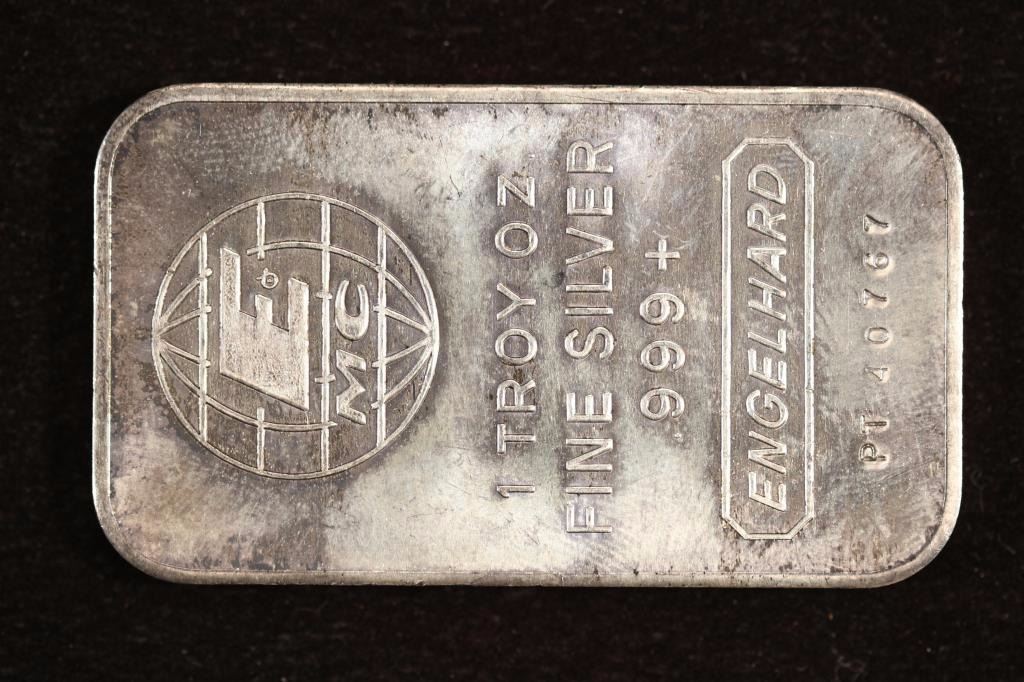 E&
MC
1 TROY OZ.
FINE SILVER
.999+
ENGELHARD
PT 40767